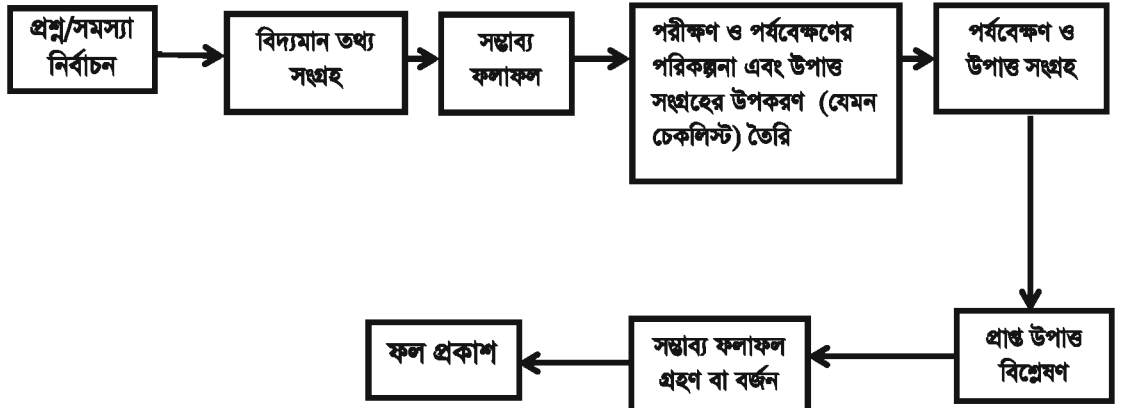 প্রশ্ন/সমস্যা
নির্বাচন
বিদ্যমান তথ্য
সংগ্রহ
সম্ভাব্য
ফলাফল
পরীক্ষণ ও পর্যবেক্ষণের
পরিকল্পনা এবং উপাত্ত
সংগ্রহের উপকরণ (যেমন
চেকলিস্ট) তৈরি
পর্যবেক্ষণ ও
উপাত্ত সংগ্রহ
প্রাপ্ত উপাত্ত
বিশ্লেষণ
সম্ভাব্য ফলাফল
গ্রহণ বা বর্জন
ফল প্রকাশ